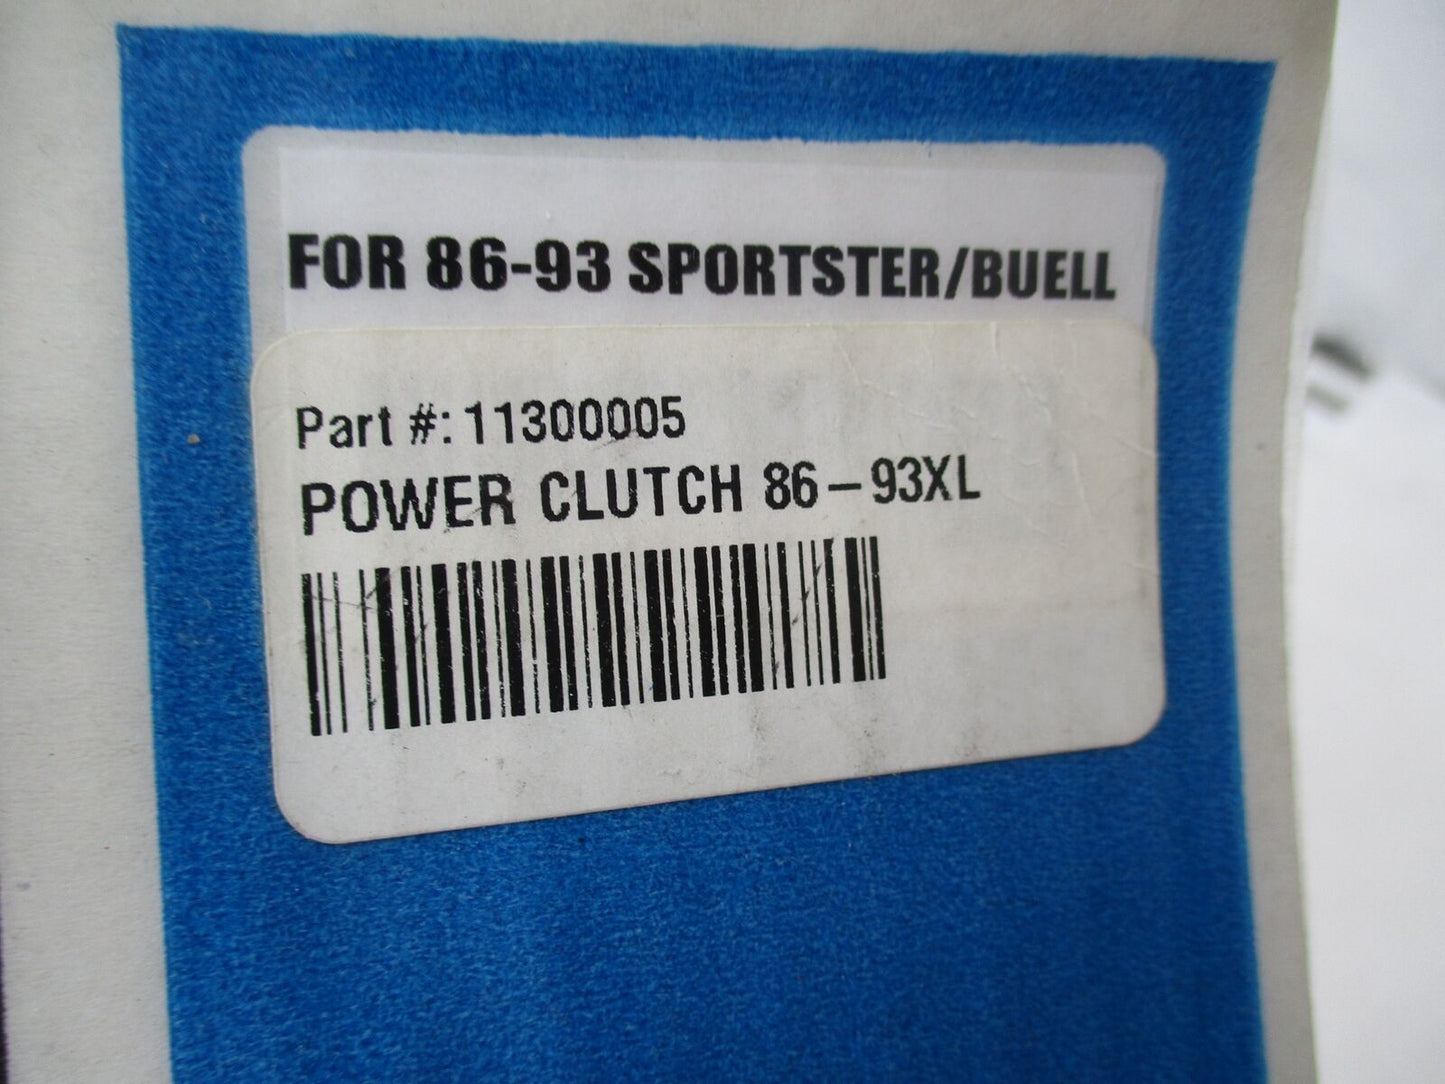 FOR 86-93 SPORTSTER/BUELL
Part #: 11300005
POWER CLUTCH 86-93XL